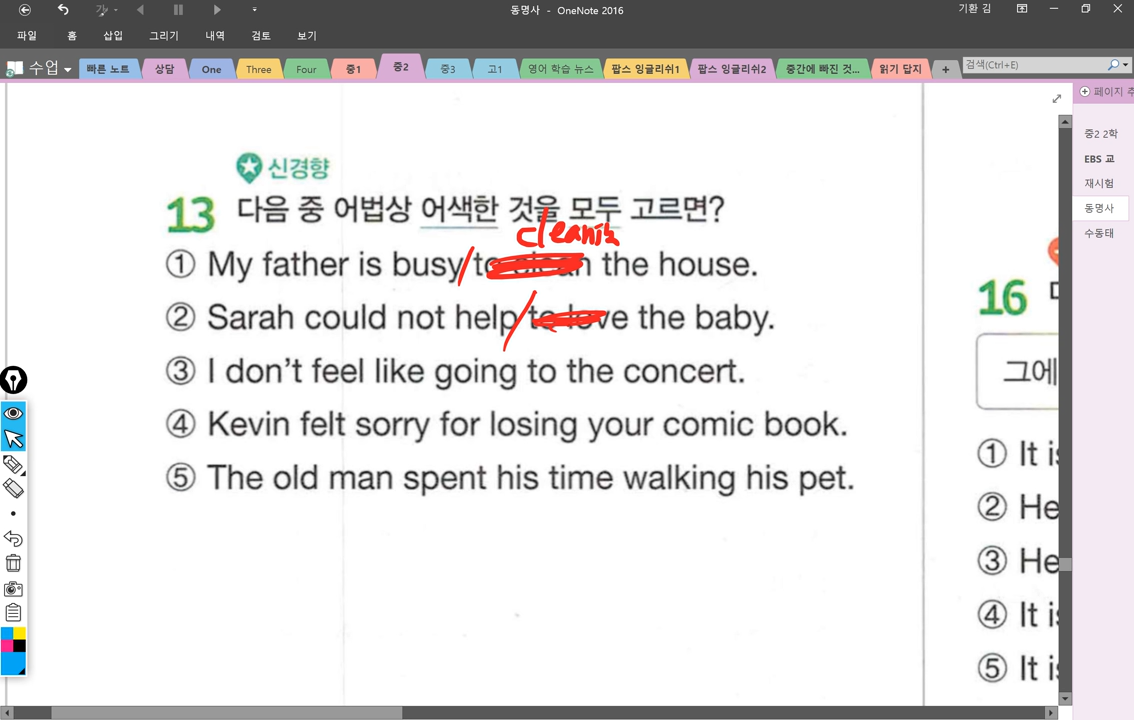 동명사 - OneNote 2016
기환 김
파일 홈 삽입 그리기 내역 검토 보기
수업 빠른 노트 상담 One Three Four 중1 중2 중3 고1 영어 학습 뉴스 팝스 잉글리쉬1 팝스 잉글리쉬2 중간에 빠진 것... 읽기 답지 + 검색(Ctrl+E)
페이지 추
중2 2학
EBS 교
재시험
동명사
수동태
신경향
13 다음 중 어법상 어색한 것을 모두 고르면?
cleanin
① My father is busy to clean the house.
② Sarah could not help to love the baby.
③ I don't feel like going to the concert.
④ Kevin felt sorry for losing your comic book.
⑤ The old man spent his time walking his pet.
16
그에
① It is
② He
③ He
④ It is
⑤ It is